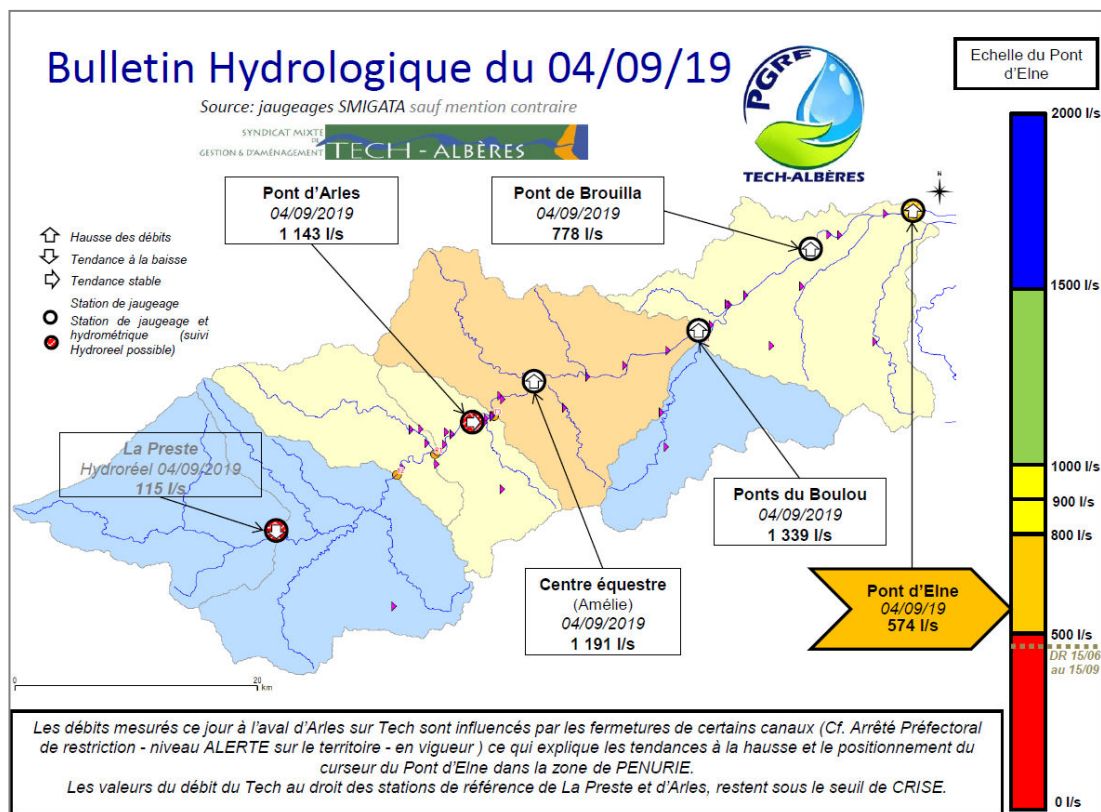 Bulletin Hydrologique du 04/09/19
Source: jaugeages SMIGATA sauf mention contraire
SYNDICAT MIXTE
DE
GESTION & D'AMÉNAGEMENT
TECH - ALBÈRES
PGRE
TECH-ALBÈRES
Echelle du Pont
d'Elne
2000 l/s
1500 l/s
1000 l/s
900 l/s
800 l/s
500 l/s
DR 15/06
au 15/09
0 l/s
Pont d'Arles
04/09/2019
1 143 l/s
Pont de Brouilla
04/09/2019
778 l/s
N
Hausse des débits
Tendance à la baisse
Tendance stable
Station de jaugeage
Station de jaugeage et
hydrométrique (suivi
Hydroreel possible)
La Preste
Hydroréel 04/09/2019
115 l/s
Ponts du Boulou
04/09/2019
1 339 l/s
Centre équestre
(Amélie)
04/09/2019
1 191 l/s
Pont d'Elne
04/09/19
574 l/s
0
20
km
Les débits mesurés ce jour à l'aval d'Arles sur Tech sont influencés par les fermetures de certains canaux (Cf. Arrêté Préfectoral
de restriction - niveau ALERTE sur le territoire - en vigueur ) ce qui explique les tendances à la hausse et le positionnement du
curseur du Pont d'Elne dans la zone de PENURIE.
Les valeurs du débit du Tech au droit des stations de référence de La Preste et d'Arles, restent sous le seuil de CRISE.